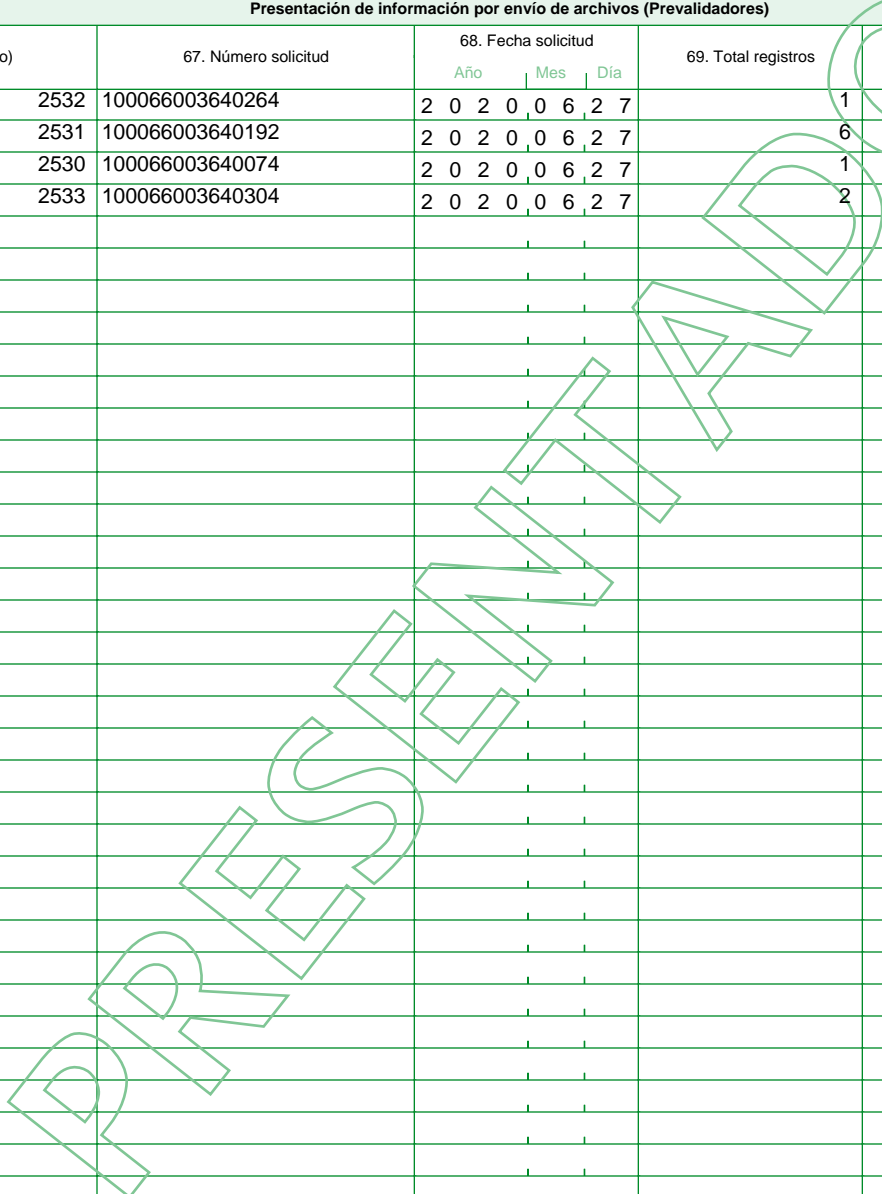 Presentación de información por envío de archivos (Prevalidadores)
o) 67. Número solicitud 68. Fecha solicitud 69. Total registros
Año Mes Día
2532 100066003640264 2 0 2 0 0 6 2 7 1
2531 100066003640192 2 0 2 0 0 6 2 7 6
2530 100066003640074 2 0 2 0 0 6 2 7 1
2533 100066003640304 2 0 2 0 0 6 2 7 2
PRESENTADO